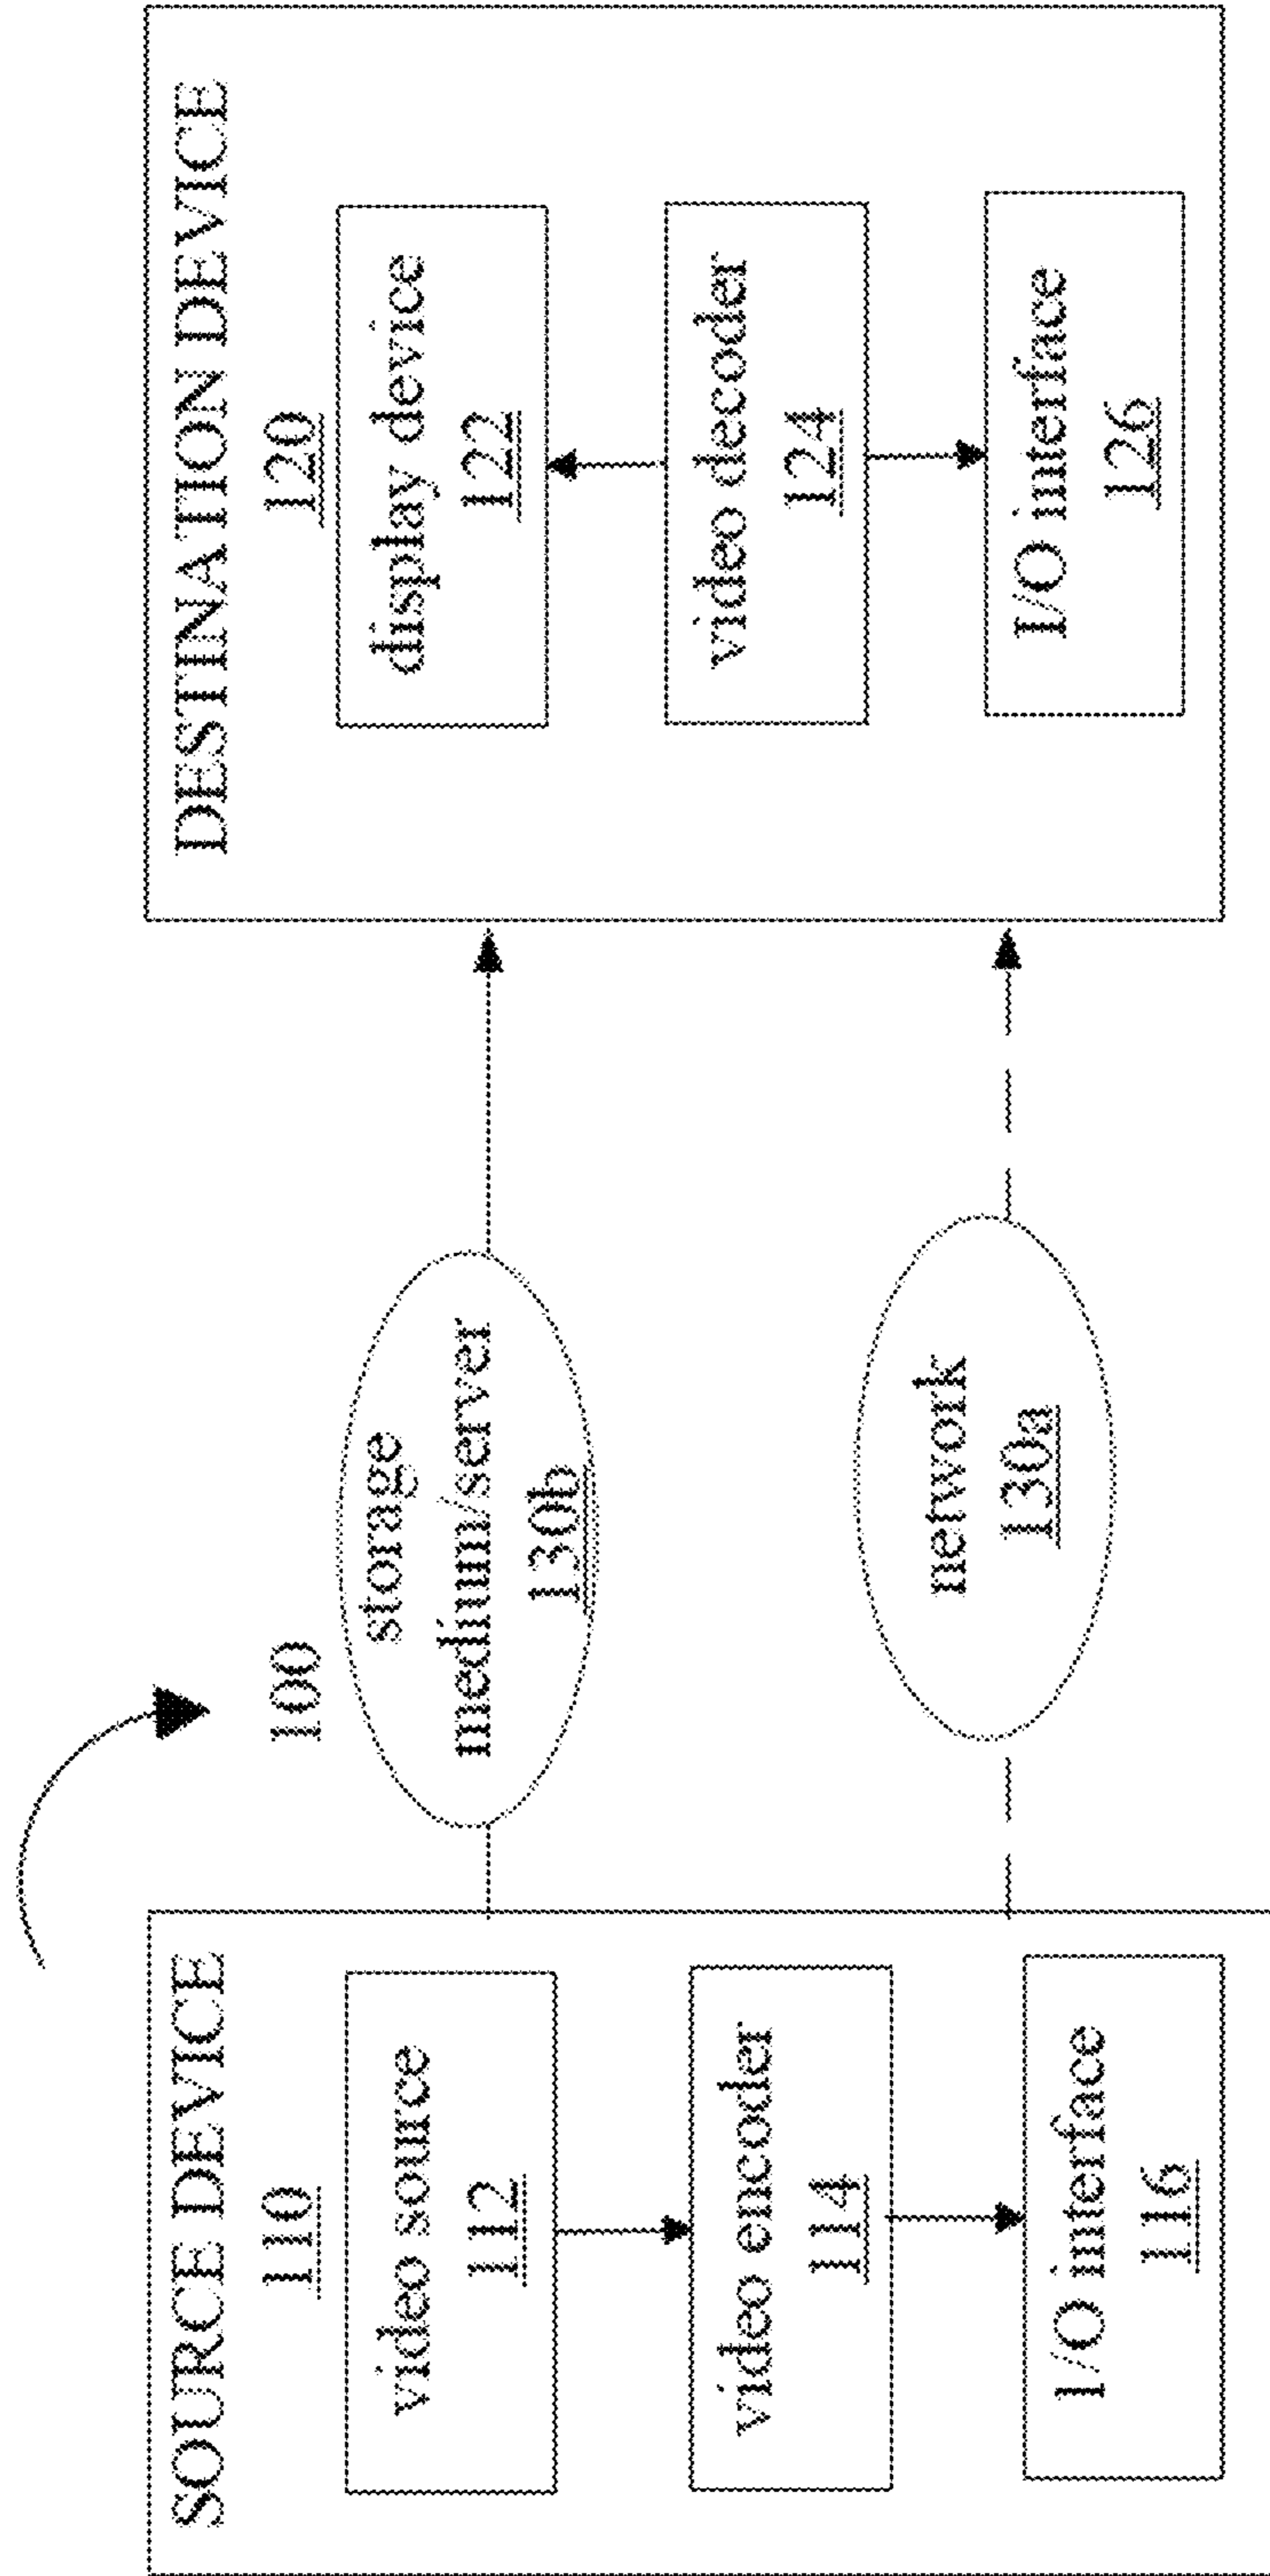 100
SOURCE DEVICE
110
video source
112
video encoder
114
I/O interface
116
storage
medium/server
130b
network
130a
DESTINATION DEVICE
120
display device
122
video decoder
124
I/O interface
126